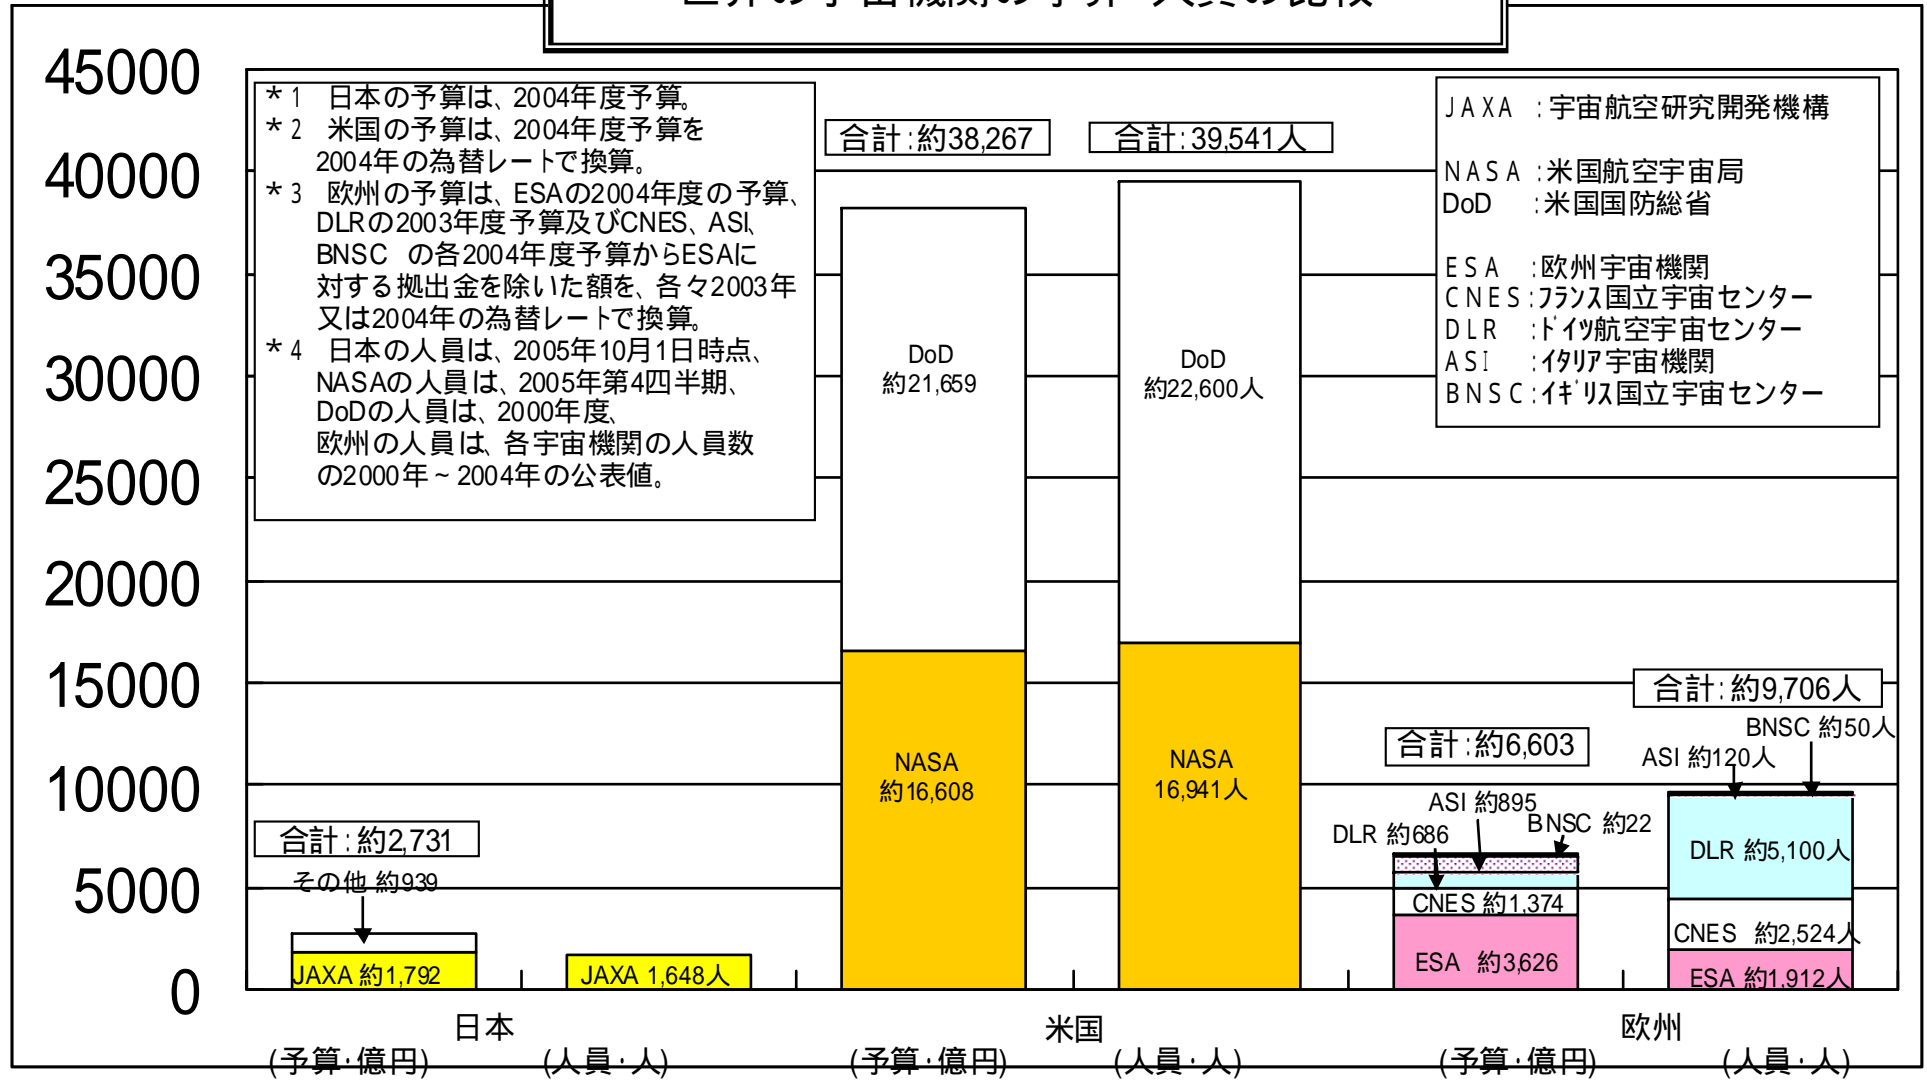 世界の宇宙機関の予算・人員の比較
45000
40000
35000
30000
25000
20000
15000
10000
5000
0
*1 日本の予算は、2004年度予算。
*2 米国の予算は、2004年度予算を
2004年の為替レートで換算。
*3 欧州の予算は、ESAの2004年度の予算、
DLRの2003年度予算及びCNES、ASI、
BNSC の各2004年度予算からESAに
対する拠出金を除いた額を、各々2003年
又は2004年の為替レートで換算。
*4 日本の人員は、2005年10月1日時点、
NASAの人員は、2005年第4四半期、
DoDの人員は、2000年度、
欧州の人員は、各宇宙機関の人員数
の2000年~2004年の公表値。
JAXA :宇宙航空研究開発機構
NASA :米国航空宇宙局
DoD :米国国防総省
ESA :欧州宇宙機関
CNES:フランス国立宇宙センター
DLR :ドイツ航空宇宙センター
ASI :イタリア宇宙機関
BNSC:イギリス国立宇宙センター
合計:約2,731
その他 約939
JAXA 約1,792
JAXA 1,648人
合計:約38,267
DoD
約21,659
NASA
約16,608
合計:39,541人
DoD
約22,600人
NASA
16,941人
合計:約6,603
ASI 約895
BNSC 約22
DLR 約686
CNES 約1,374
ESA 約3,626
合計:約9,706人
BNSC 約50人
ASI 約120人
DLR 約5,100人
CNES 約2,524人
ESA 約1,912人
日本
米国
欧州
(予算・億円)
(人員・人)
(予算・億円)
(人員・人)
(予算・億円)
(人員・人)